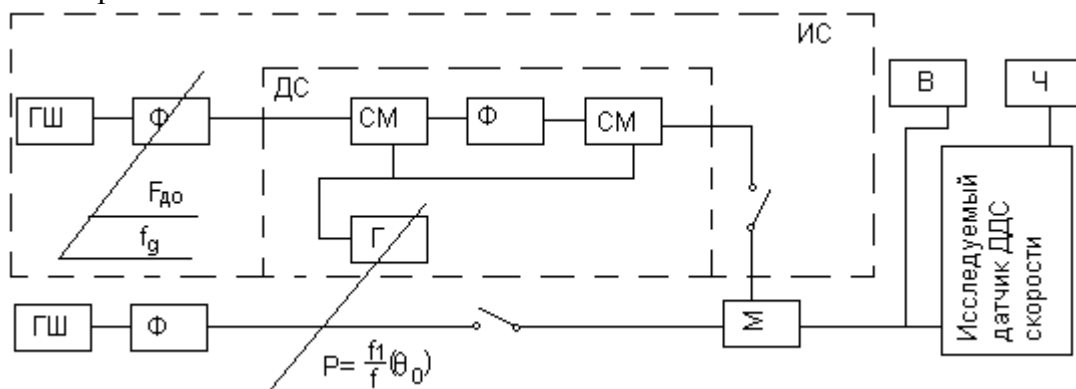 ИС
ДС
В
Ч
ГШ
Ф
СМ
Ф
СМ
Fдо
fg
Г
Исследуемый
датчик ДДС
скорости
ГШ
Ф
М
P= f1/f (θ0)